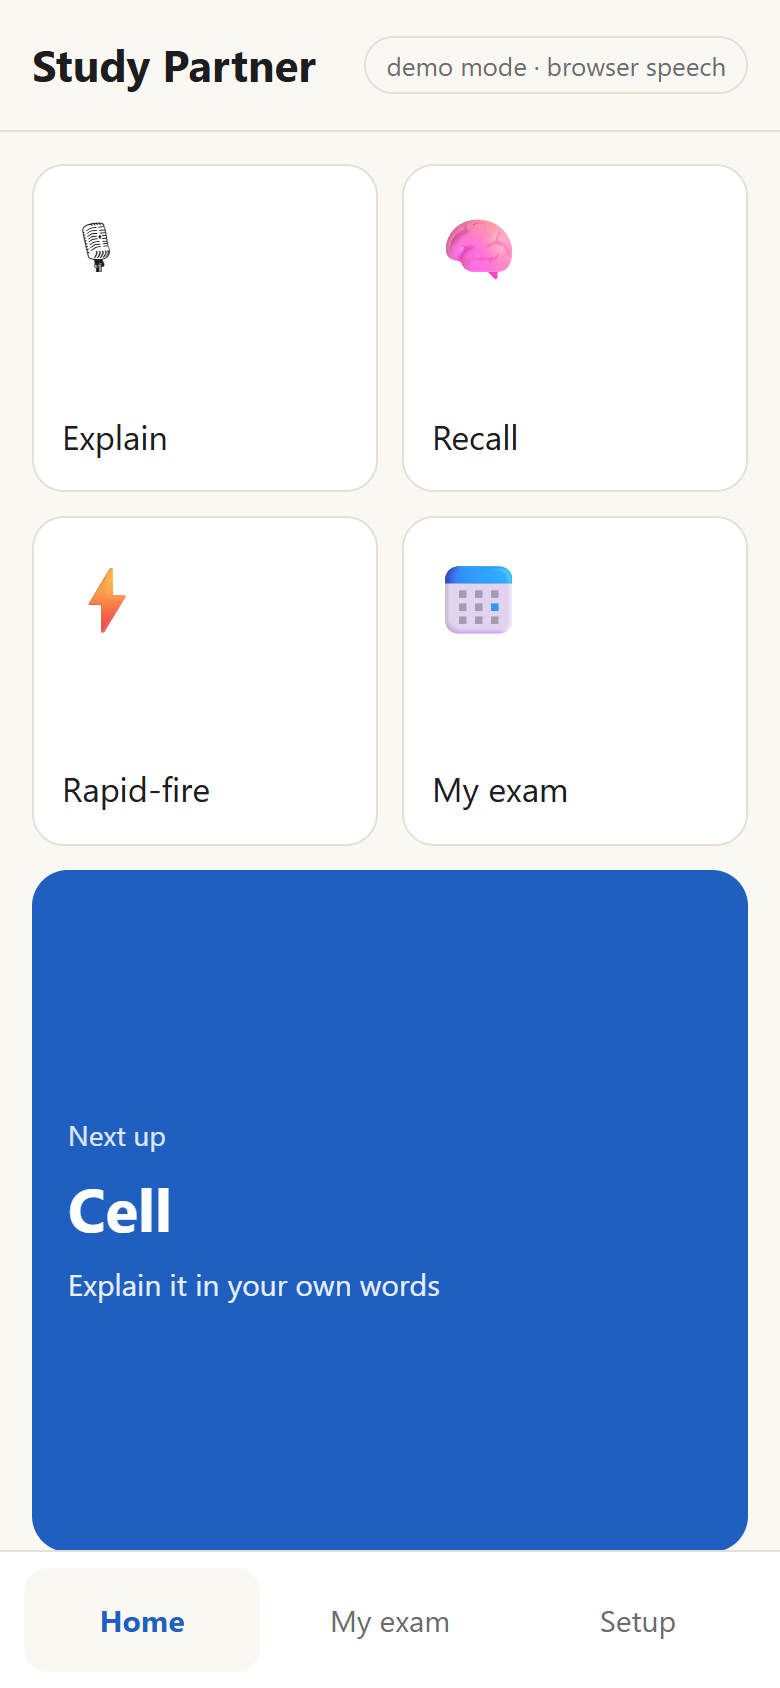 Study Partner
demo mode · browser speech
Explain
Recall
Rapid-fire
My exam
Next up
Cell
Explain it in your own words
Home
My exam
Setup